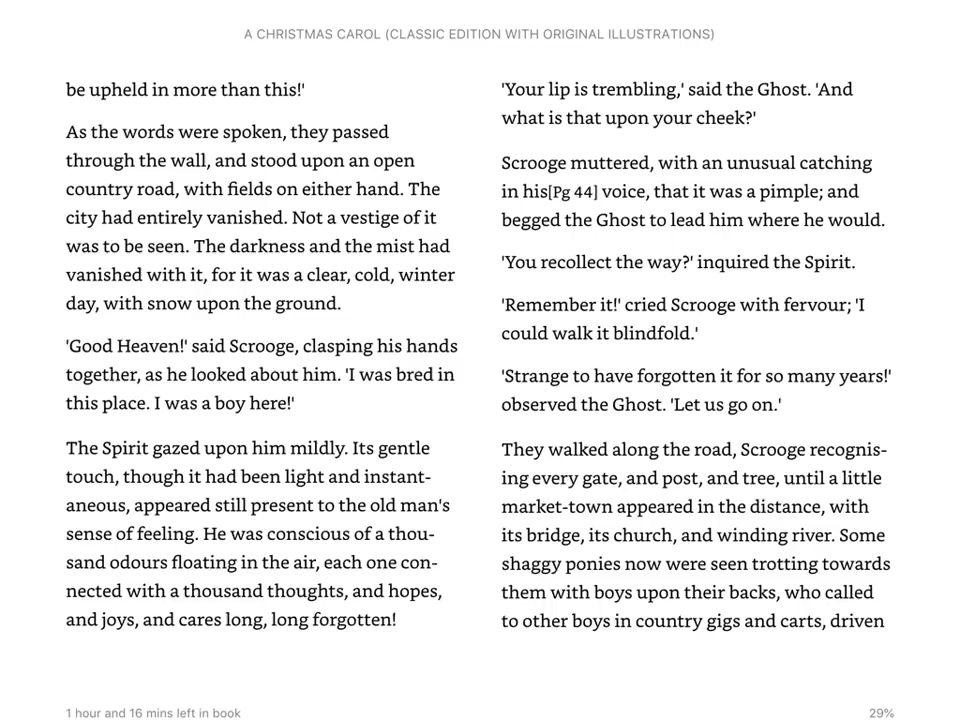 A CHRISTMAS CAROL (CLASSIC EDITION WITH ORIGINAL ILLUSTRATIONS)
be upheld in more than this!'
As the words were spoken, they passed
through the wall, and stood upon an open
country road, with fields on either hand. The
city had entirely vanished. Not a vestige of it
was to be seen. The darkness and the mist had
vanished with it, for it was a clear, cold, winter
day, with snow upon the ground.
'Good Heaven!' said Scrooge, clasping his hands
together, as he looked about him. 'I was bred in
this place. I was a boy here!'
The Spirit gazed upon him mildly. Its gentle
touch, though it had been light and instant-
aneous, appeared still present to the old man's
sense of feeling. He was conscious of a thou-
sand odours floating in the air, each one con-
nected with a thousand thoughts, and hopes,
and joys, and cares long, long forgotten!
'Your lip is trembling,' said the Ghost. 'And
what is that upon your cheek?'
Scrooge muttered, with an unusual catching
in his[Pg 44] voice, that it was a pimple; and
begged the Ghost to lead him where he would.
'You recollect the way?' inquired the Spirit.
'Remember it!' cried Scrooge with fervour; 'I
could walk it blindfold.'
'Strange to have forgotten it for so many years!'
observed the Ghost. 'Let us go on.'
They walked along the road, Scrooge recognis-
ing every gate, and post, and tree, until a little
market-town appeared in the distance, with
its bridge, its church, and winding river. Some
shaggy ponies now were seen trotting towards
them with boys upon their backs, who called
to other boys in country gigs and carts, driven
1 hour and 16 mins left in book
29%